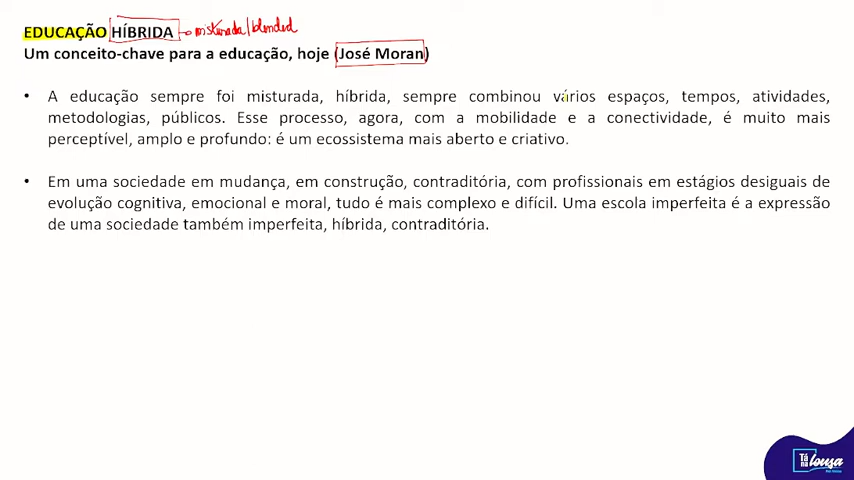 EDUCAÇÃO HÍBRIDA → misturada/blended
Um conceito-chave para a educação, hoje (José Moran)
• A educação sempre foi misturada, híbrida, sempre combinou vários espaços, tempos, atividades,
metodologias, públicos. Esse processo, agora, com a mobilidade e a conectividade, é muito mais
perceptível, amplo e profundo: é um ecossistema mais aberto e criativo.
• Em uma sociedade em mudança, em construção, contraditória, com profissionais em estágios desiguais de
evolução cognitiva, emocional e moral, tudo é mais complexo e difícil. Uma escola imperfeita é a expressão
de uma sociedade também imperfeita, híbrida, contraditória.
Tá
na lousa